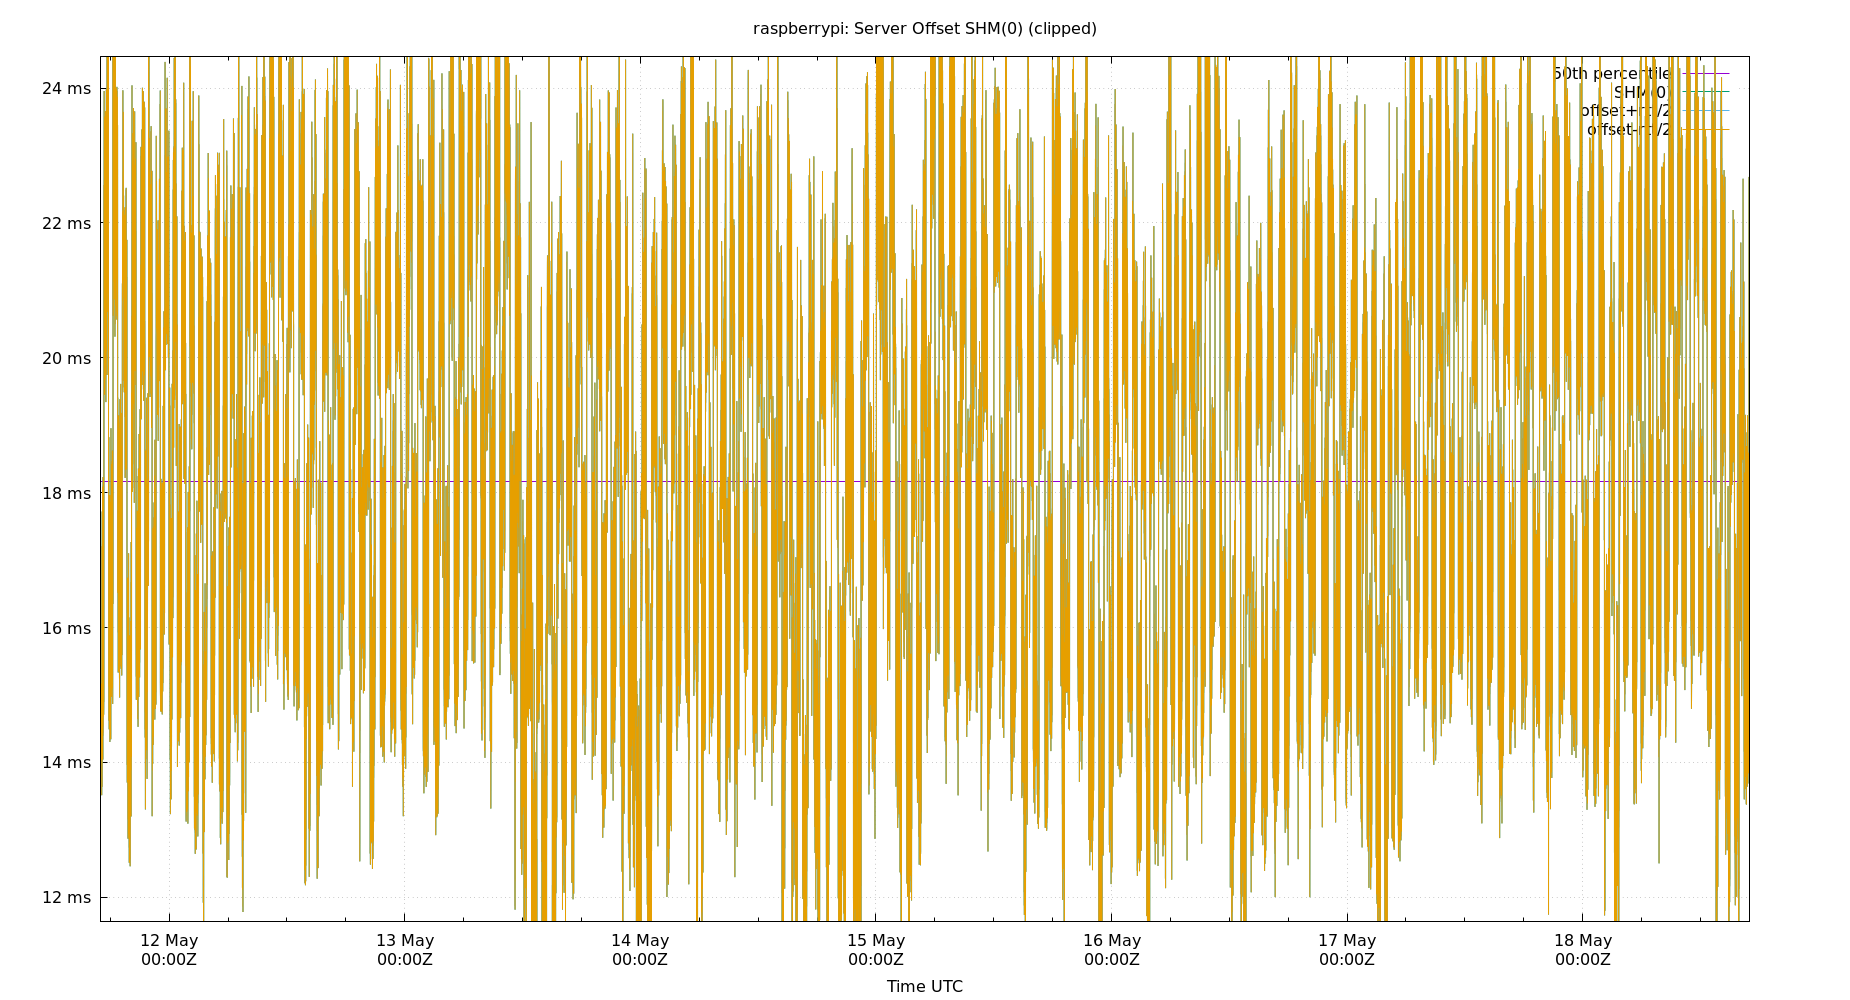 raspberrypi: Server Offset SHM(0) (clipped)
24 ms
22 ms
20 ms
18 ms
16 ms
14 ms
12 ms
50th percentile
SHM(0)
offset+rtt/2
offset-rtt/2
12 May
00:00Z
13 May
00:00Z
14 May
00:00Z
15 May
00:00Z
16 May
00:00Z
17 May
00:00Z
18 May
00:00Z
Time UTC